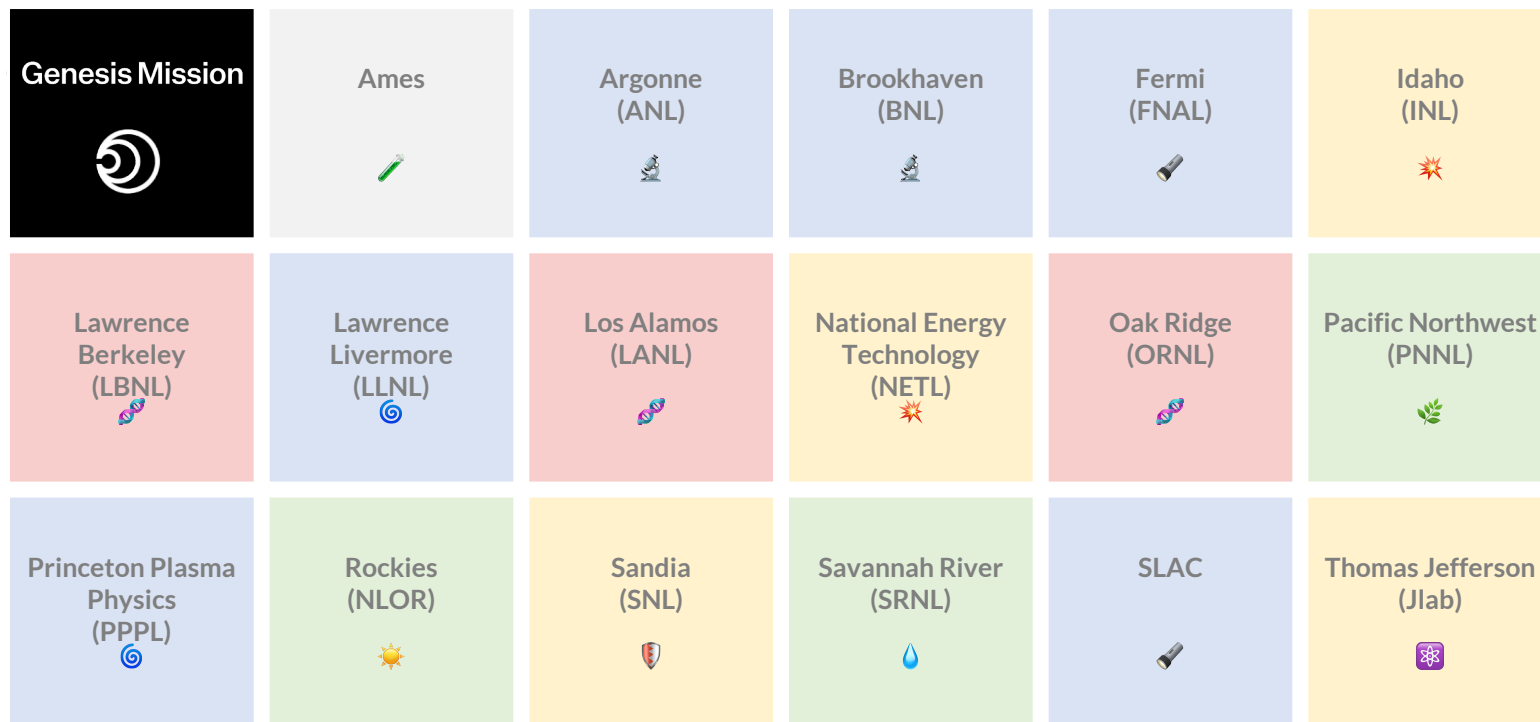 Genesis Mission
Ames
Argonne
(ANL)
Brookhaven
(BNL)
Fermi
(FNAL)
Idaho
(INL)
Lawrence
Berkeley
(LBNL)
Lawrence
Livermore
(LLNL)
Los Alamos
(LANL)
National Energy
Technology
(NETL)
Oak Ridge
(ORNL)
Pacific Northwest
(PNNL)
Princeton Plasma
Physics
(PPPL)
Rockies
(NLOR)
Sandia
(SNL)
Savannah River
(SRNL)
SLAC
Thomas Jefferson
(Jlab)